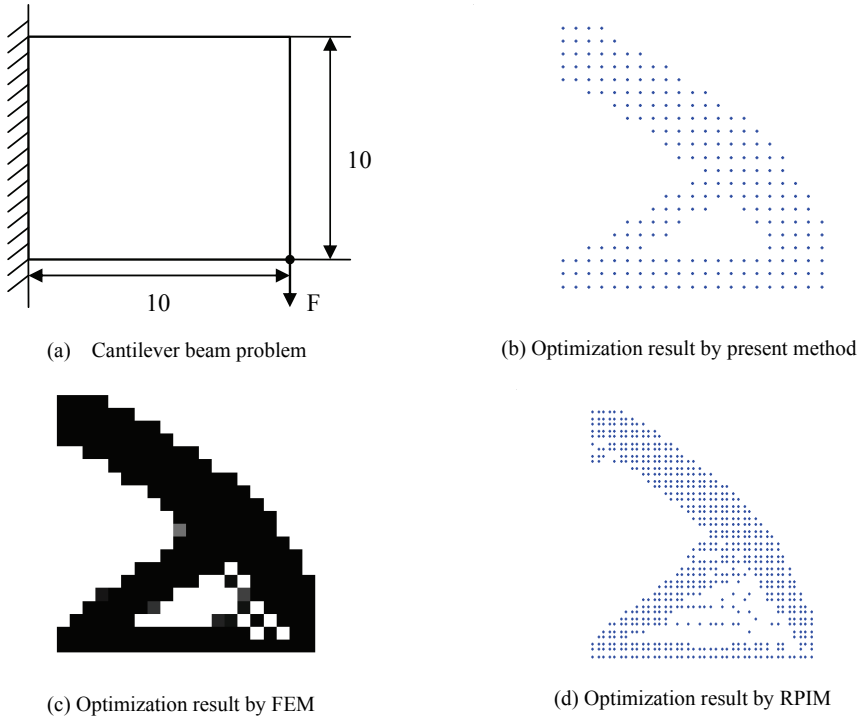 10
10
F
(a) Cantilever beam problem
(b) Optimization result by present method
(c) Optimization result by FEM
(d) Optimization result by RPIM